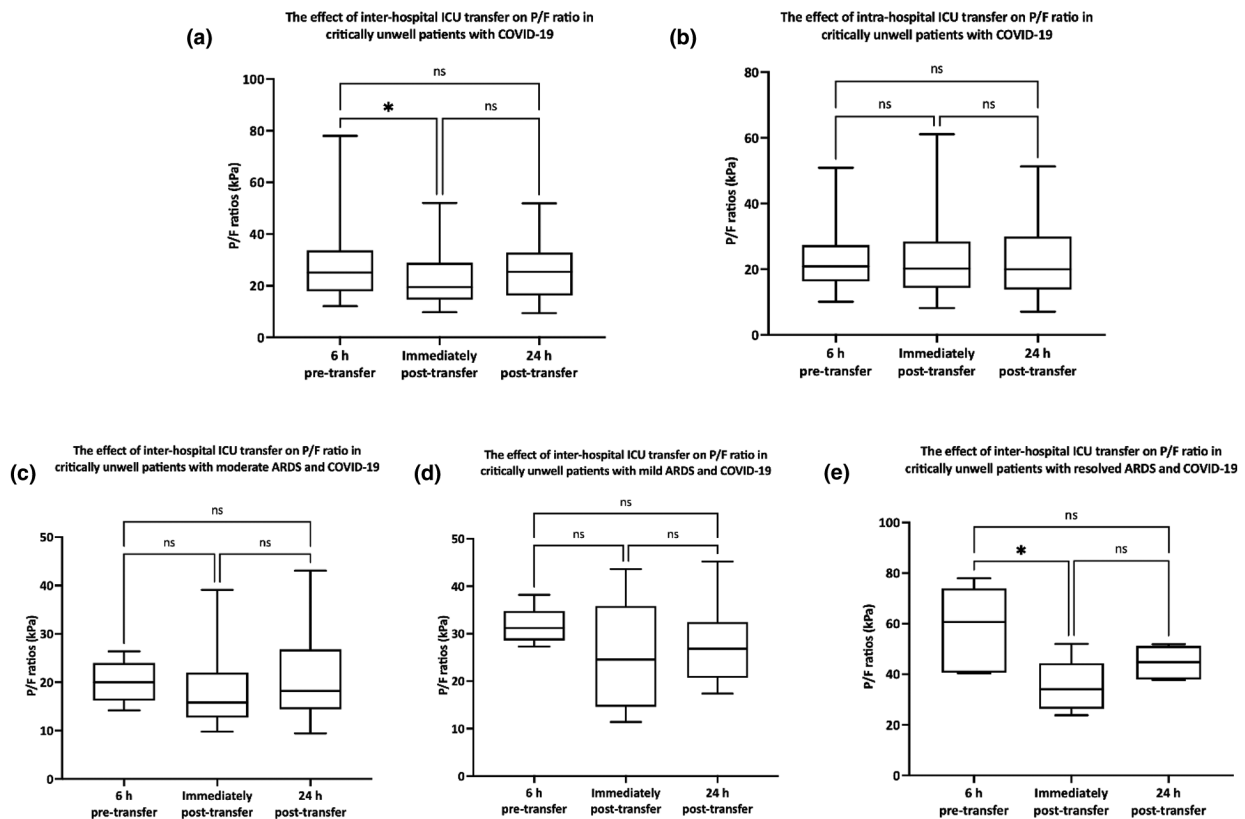 The effect of inter-hospital ICU transfer on P/F ratio in
critically unwell patients with COVID-19
(a)
ns
*
ns
100
80
60
40
20
0
P/F ratios (kPa)
6 h
pre-transfer
Immediately
post-transfer
24 h
post-transfer
The effect of intra-hospital ICU transfer on P/F ratio in
critically unwell patients with COVID-19
(b)
ns
ns
ns
80
60
40
20
0
P/F ratios (kPa)
6 h
pre-transfer
Immediately
post-transfer
24 h
post-transfer
The effect of inter-hospital ICU transfer on P/F ratio in
critically unwell patients with moderate ARDS and COVID-19
(c)
ns
ns
ns
50
40
30
20
10
0
P/F ratios (kPa)
6 h
pre-transfer
Immediately
post-transfer
24 h
post-transfer
The effect of inter-hospital ICU transfer on P/F ratio in
critically unwell patients with mild ARDS and COVID-19
(d)
ns
ns
ns
50
40
30
20
10
0
P/F ratios (kPa)
6 h
pre-transfer
Immediately
post-transfer
24 h
post-transfer
The effect of inter-hospital ICU transfer on P/F ratio in
critically unwell patients with resolved ARDS and COVID-19
(e)
ns
*
ns
100
80
60
40
20
0
P/F ratios (kPa)
6 h
pre-transfer
Immediately
post-transfer
24 h
post-transfer